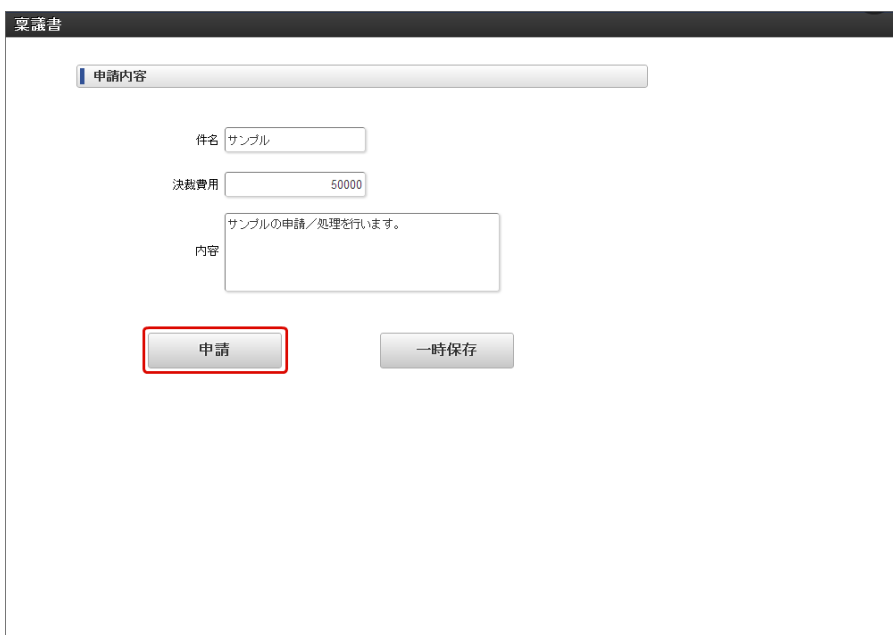 稟議書
申請内容
件名 サンプル
決裁費用 50000
サンプルの申請／処理を行います。
内容
申請 一時保存